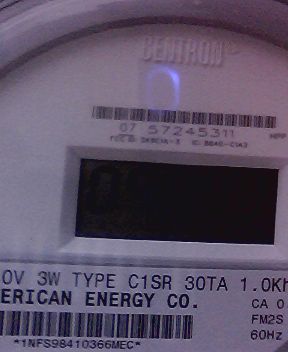 CENTRON
07 57245311
0V 3W TYPE C1SR 30TA 1.0Kh
ERICAN ENERGY CO. CA 0
FM2S
60Hz
*1NFS98410366MEC*